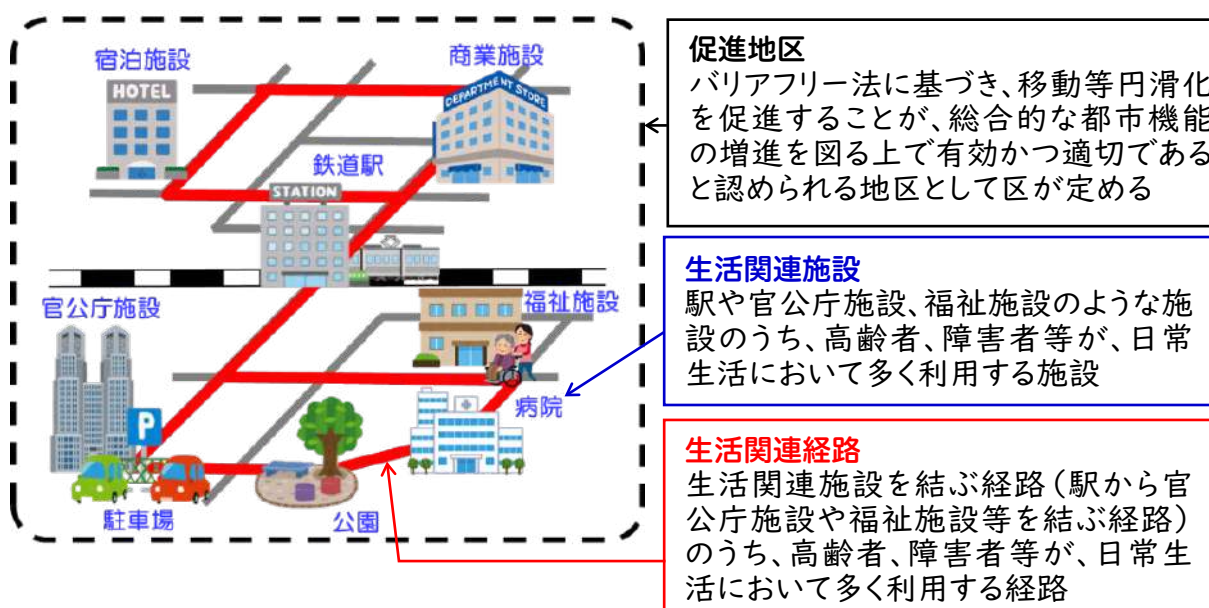 宿泊施設
HOTEL
商業施設
DEPARTMENT STORE
鉄道駅
STATION
官公庁施設
福祉施設
P
病院
駐車場
公園
促進地区
バリアフリー法に基づき、移動等円滑化
を促進することが、総合的な都市機能
の増進を図る上で有効かつ適切である
と認められる地区として区が定める
生活関連施設
駅や官公庁施設、福祉施設のような施
設のうち、高齢者、障害者等が、日常
生活において多く利用する施設
生活関連経路
生活関連施設を結ぶ経路(駅から官
公庁施設や福祉施設等を結ぶ経路)
のうち、高齢者、障害者等が、日常生
活において多く利用する経路